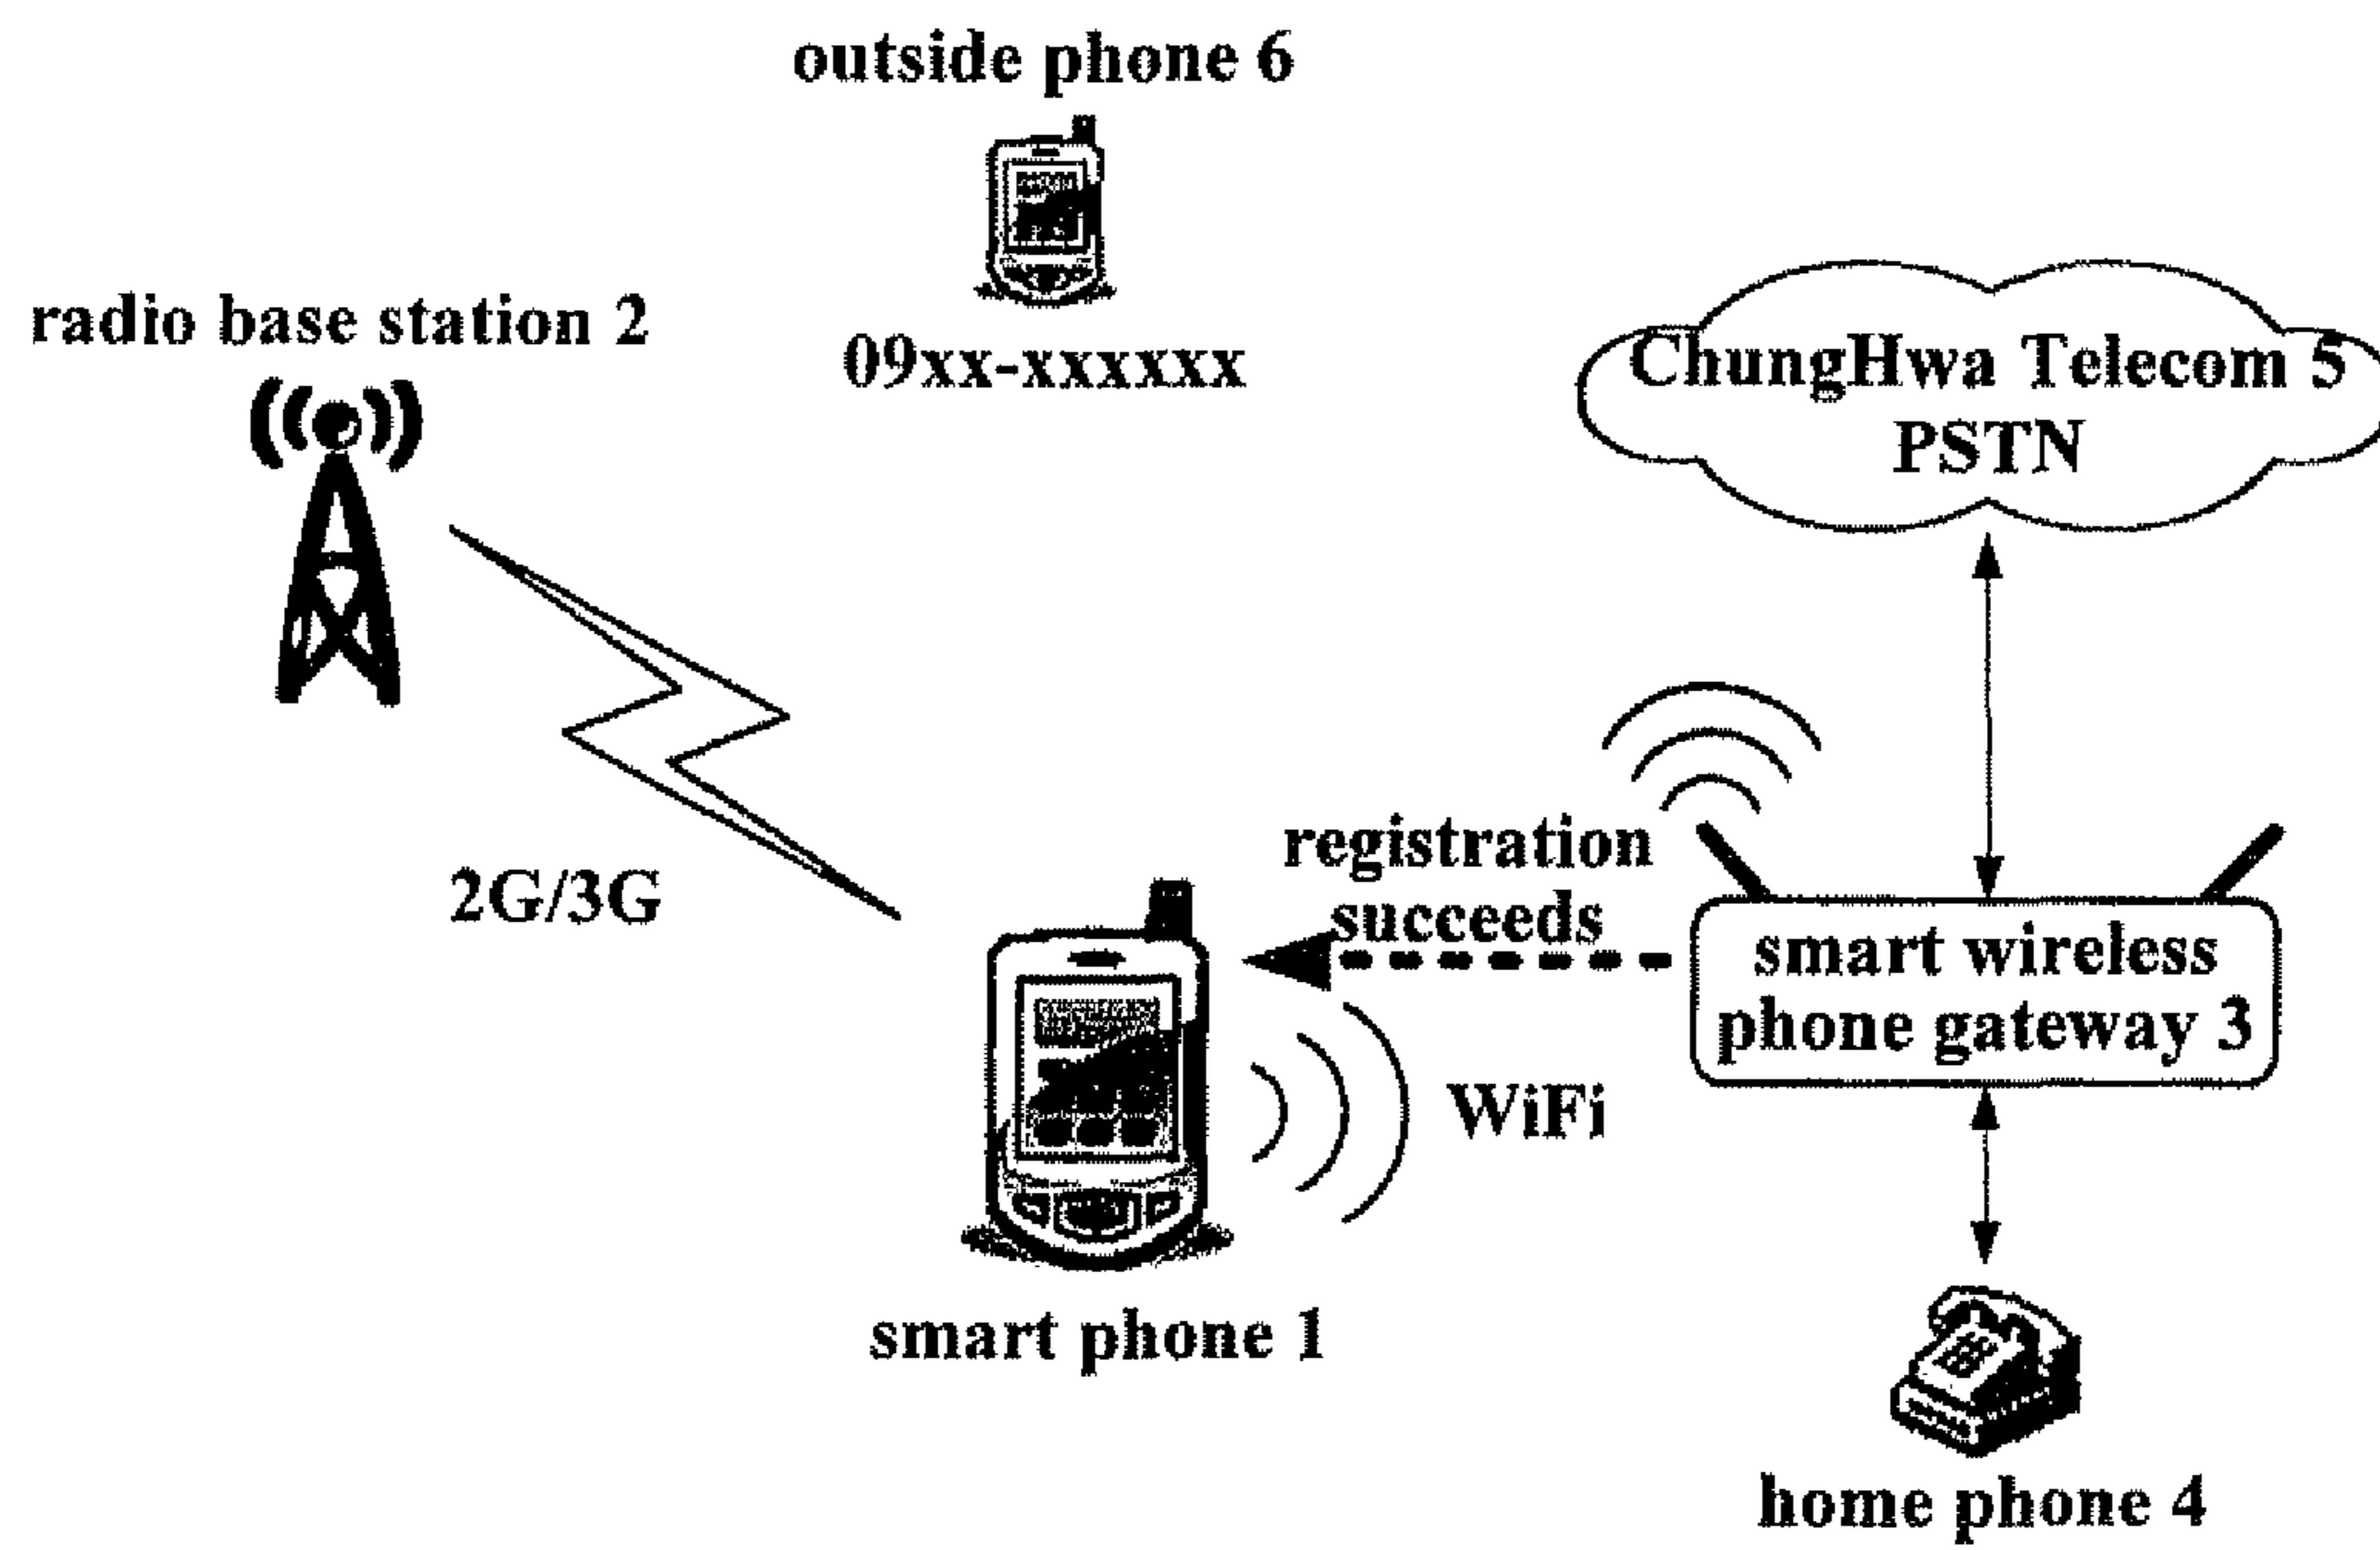 outside phone 6
09xx-xxxxxx
radio base station 2
ChungHwa Telecom 5
PSTN
2G/3G
registration
succeeds
smart wireless
phone gateway 3
WiFi
smart phone 1
home phone 4